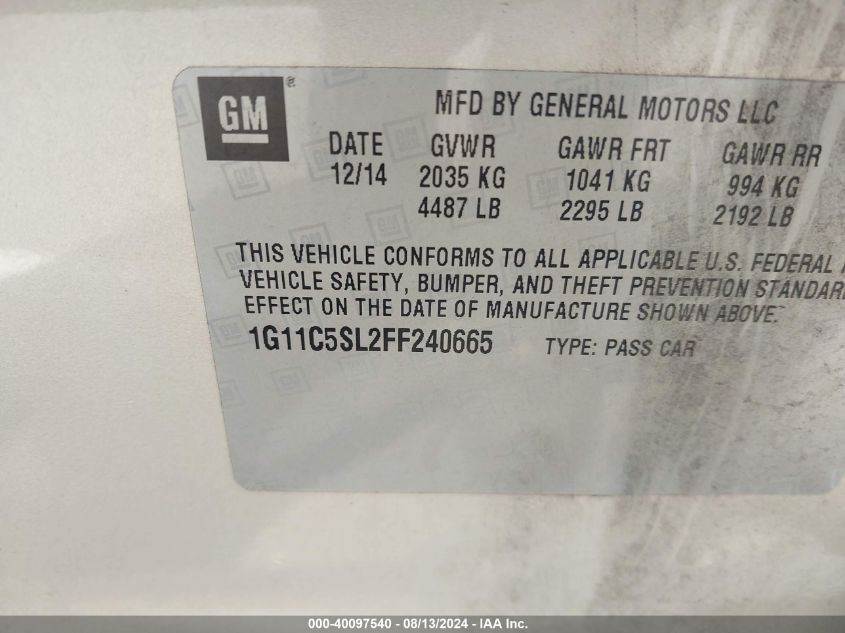 GM ®
MFD BY GENERAL MOTORS LLC
DATE GVWR GAWR FRT GAWR RR
12/14 2035 KG 1041 KG 994 KG
4487 LB 2295 LB 2192 LB
THIS VEHICLE CONFORMS TO ALL APPLICABLE U.S. FEDERAL
VEHICLE SAFETY, BUMPER, AND THEFT PREVENTION STANDAR
EFFECT ON THE DATE OF MANUFACTURE SHOWN ABOVE.
1G11C5SL2FF240665 TYPE: PASS CAR
000-40097540 - 08/13/2024 - IAA Inc.